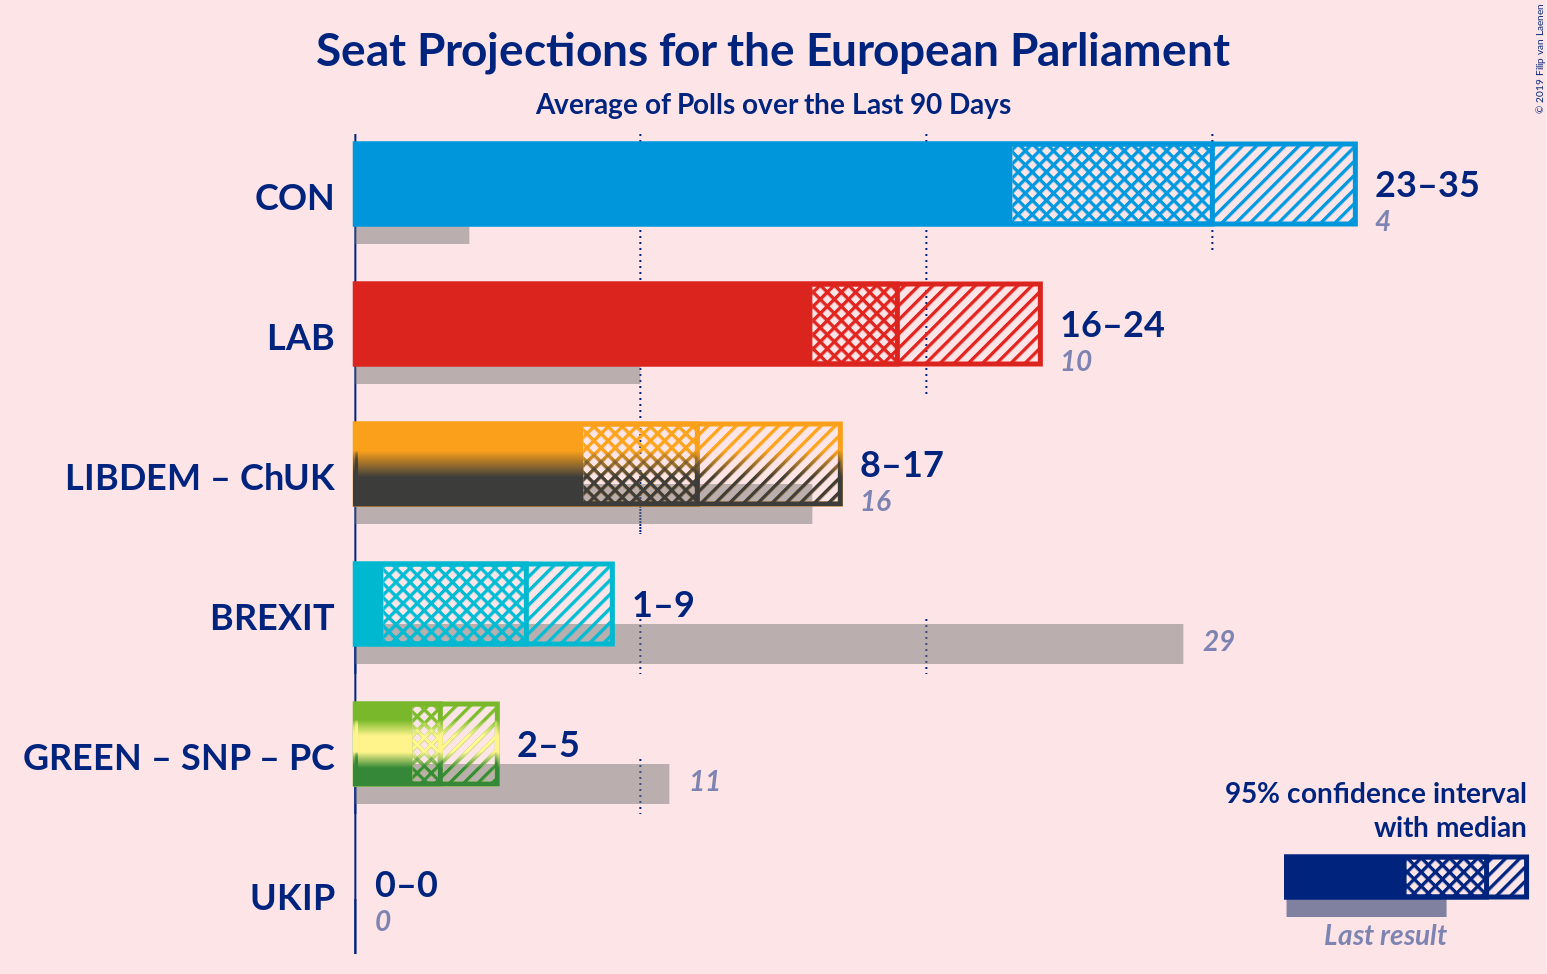 Seat Projections for the European Parliament
Average of Polls over the Last 90 Days
© 2019 Filip van Laenen
CON
23–35
4
LAB
16–24
10
LIBDEM – ChUK
8–17
16
BREXIT
1–9
29
GREEN – SNP – PC
2–5
11
UKIP
0–0
0
95% confidence interval
with median
Last result